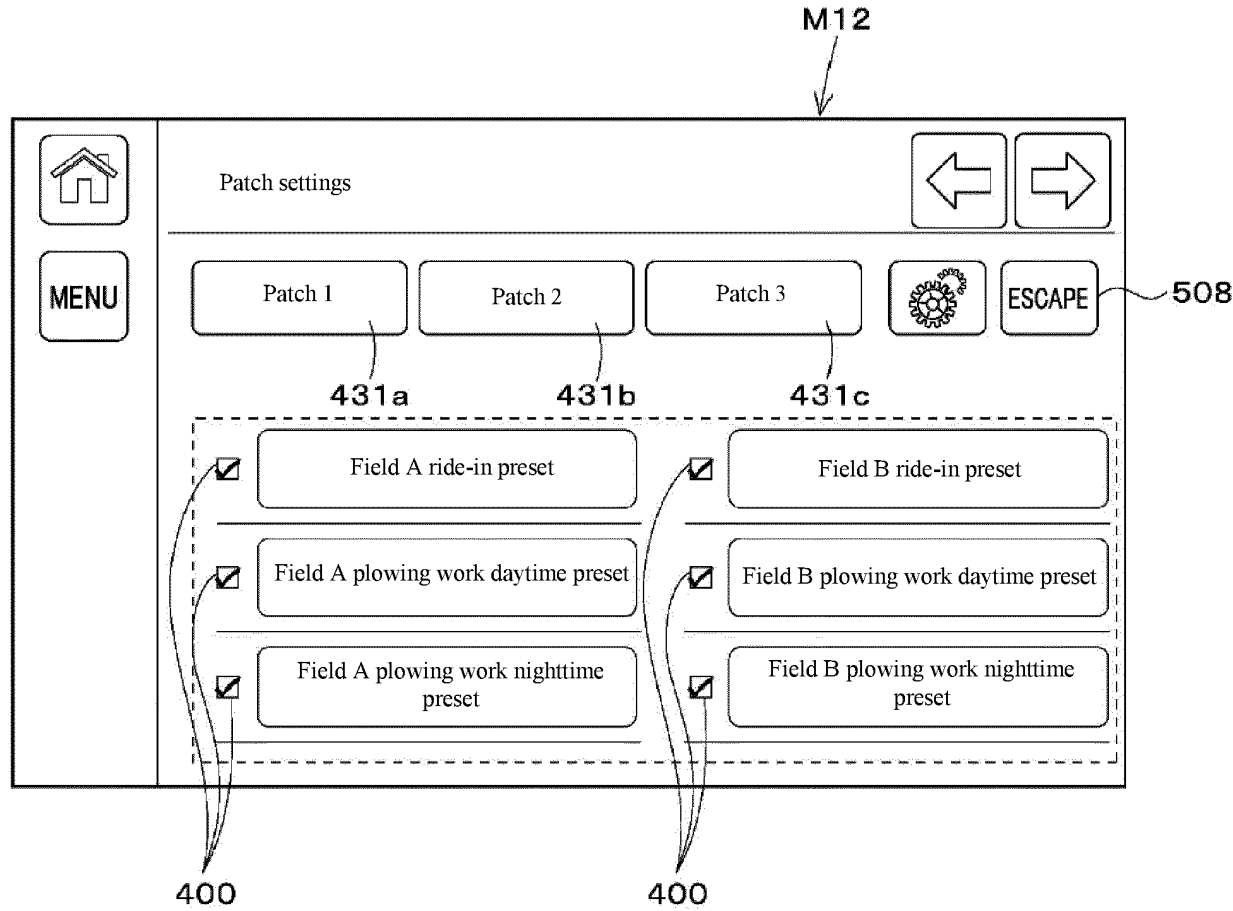 M12
Patch settings
MENU
Patch 1
Patch 2
Patch 3
ESCAPE
508
431a
431b
431c
Field A ride-in preset
Field B ride-in preset
Field A plowing work daytime preset
Field B plowing work daytime preset
Field A plowing work nighttime
preset
Field B plowing work nighttime
preset
400
400